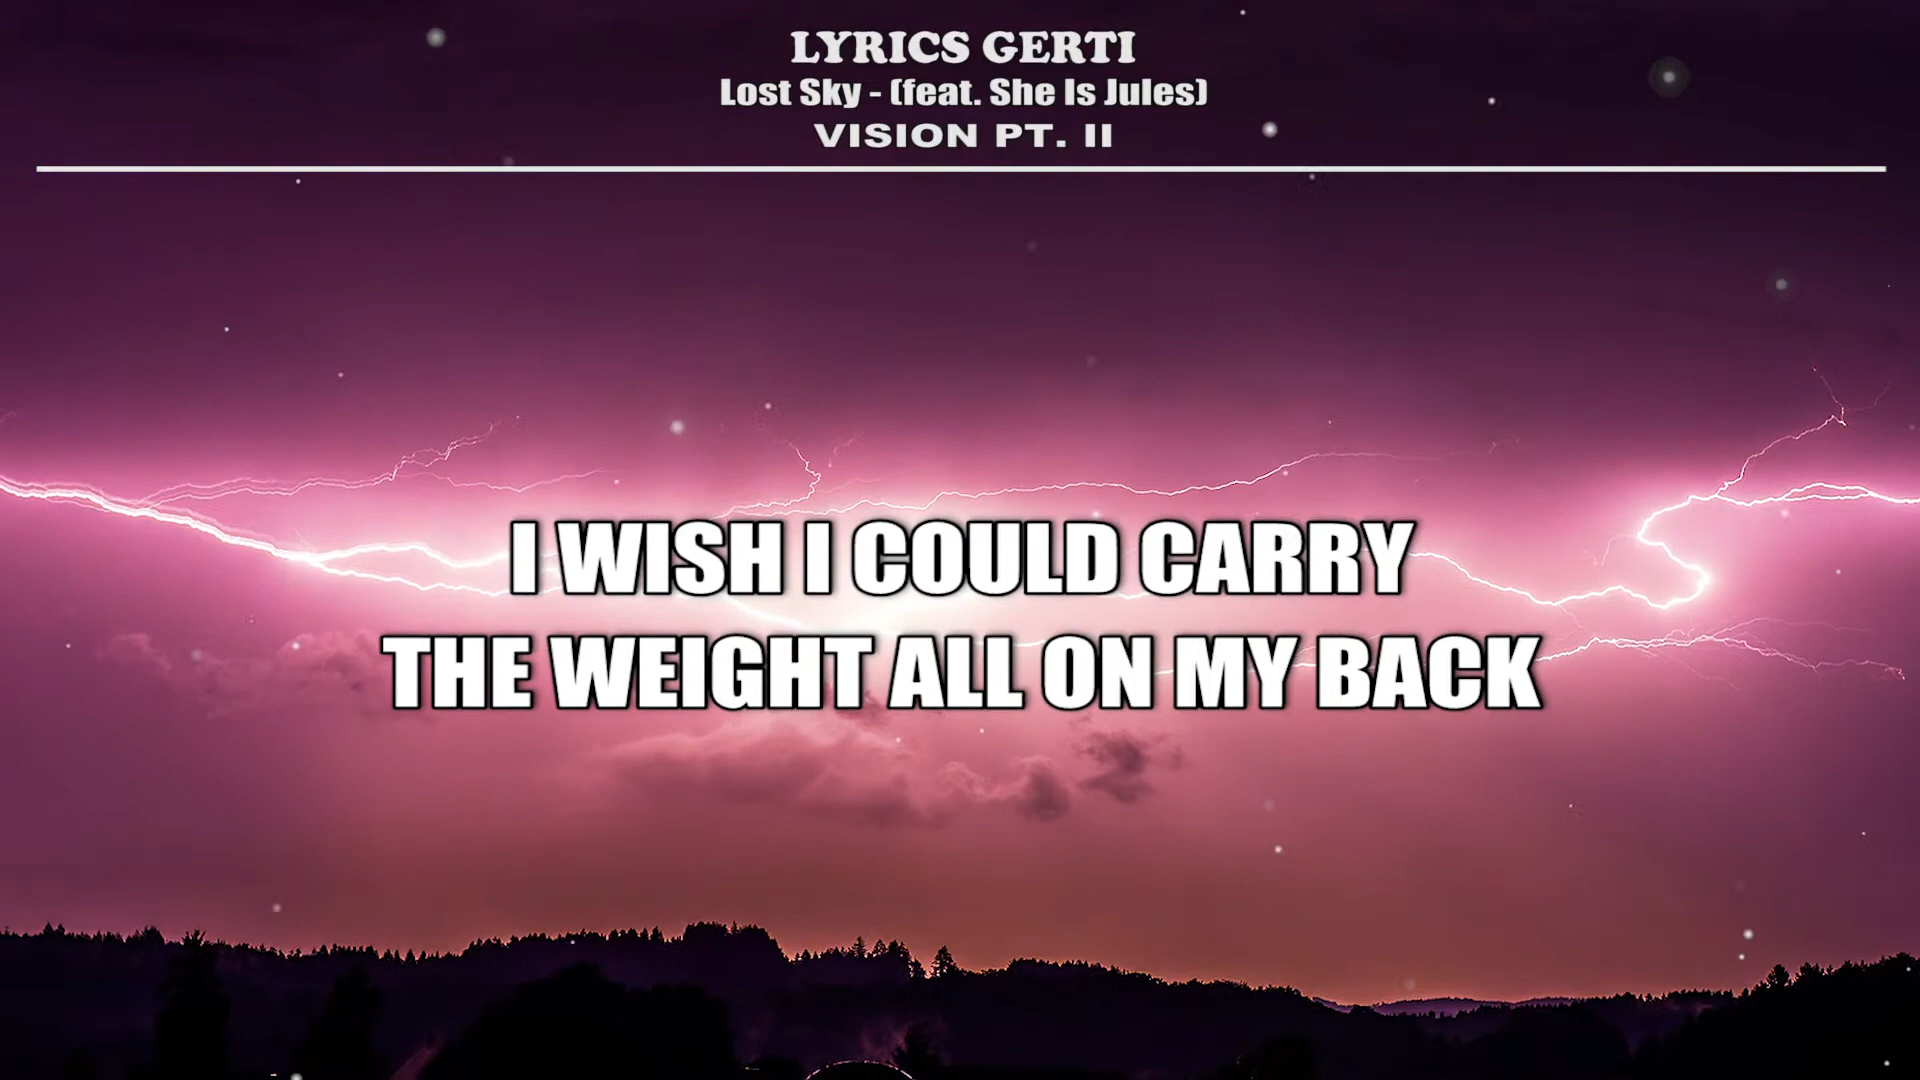 LYRICS GERTI
Lost Sky - (feat. She Is Jules)
VISION PT. II
I WISH I COULD CARRY
THE WEIGHT ALL ON MY BACK